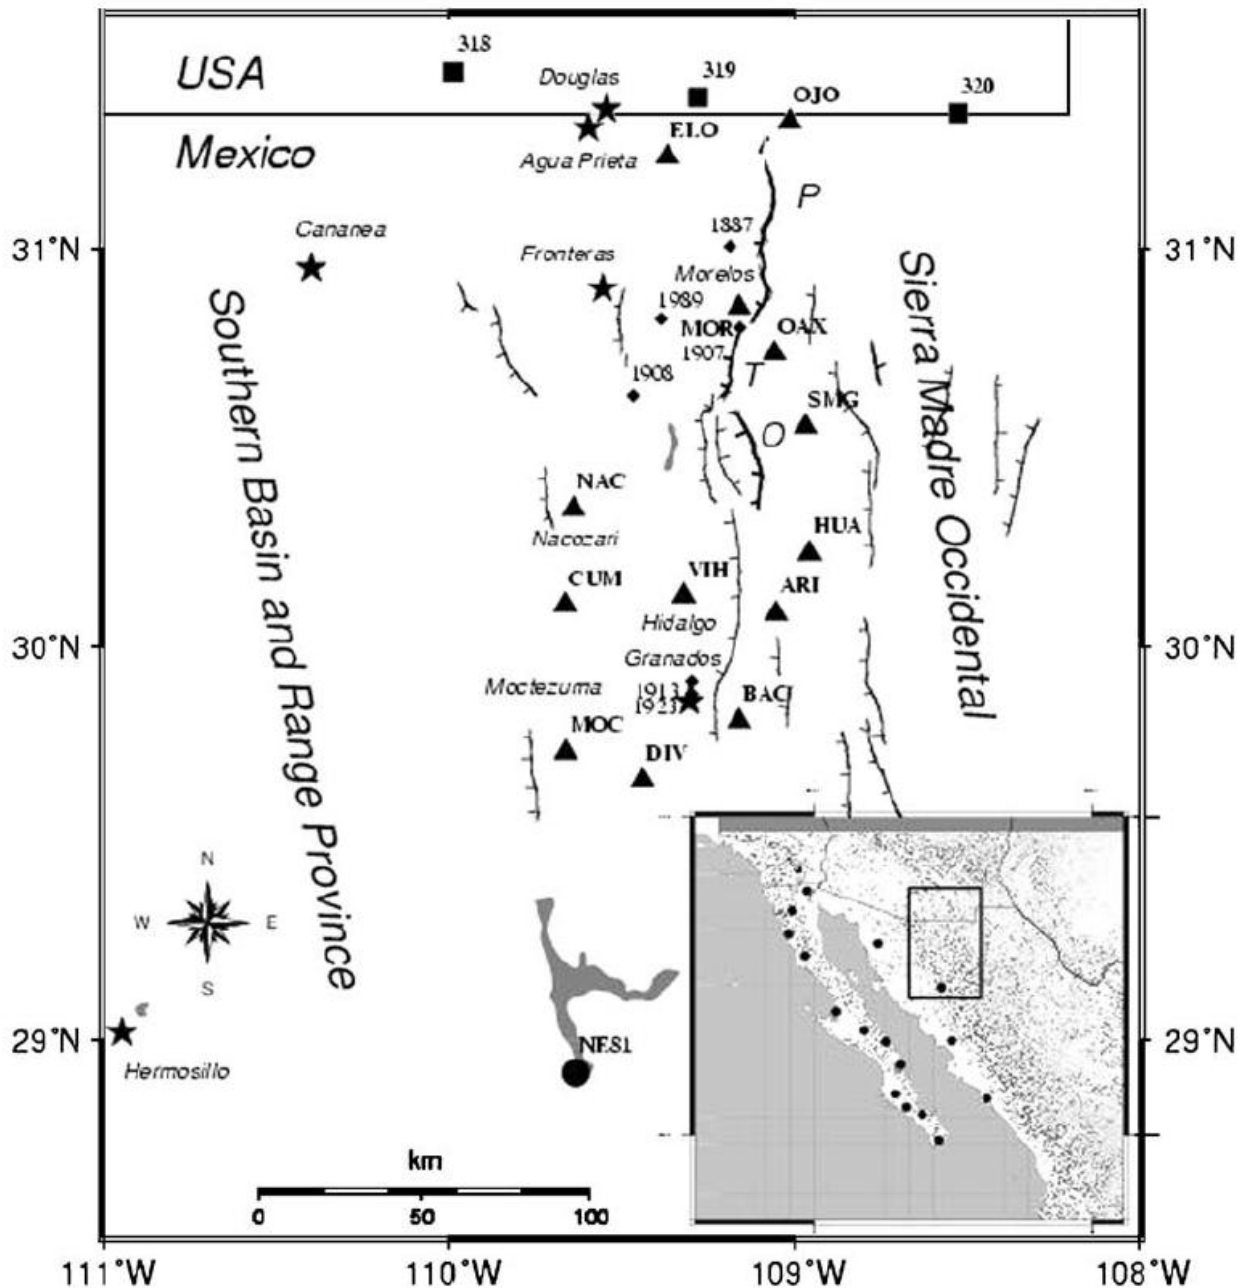 318
USA
Douglas
319
OJO
320
ELO
Mexico
Agua Prieta
P
Cananea
1887
31°N
31°N
Fronteras
Morelos
1989
MOR
OAX
1907
1908
T
SMG
O
Sierra Madre Occidental
Southern Basin and Range Province
NAC
Nacozari
HUA
CUM
VIH
ARI
Hidalgo
30°N
30°N
Granados
Moctezuma
1913
BAC
1923
MOC
DIV
N
W
E
S
29°N
29°N
NE81
Hermosillo
km
0
50
100
111°W
110°W
109°W
108°W